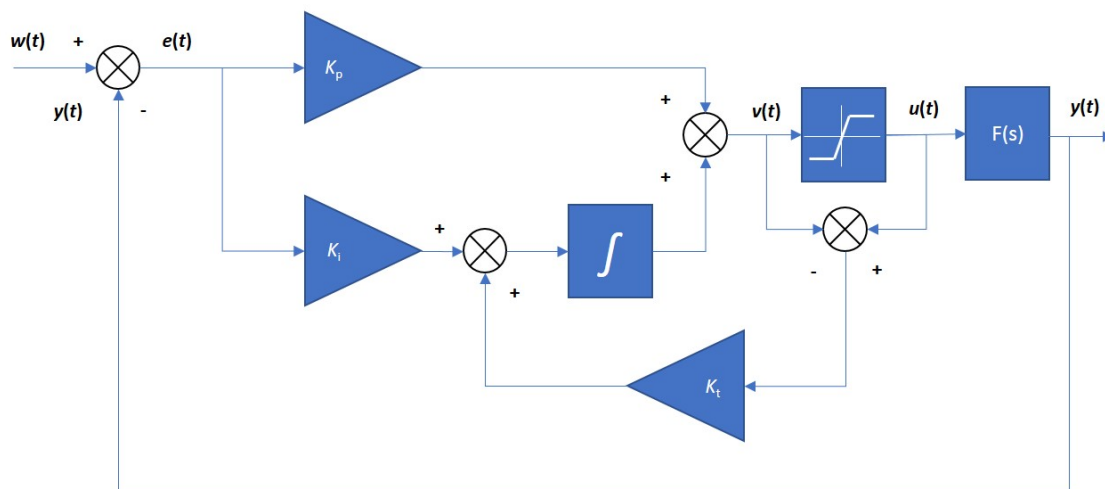 w(t) + e(t)
y(t) -
Kp
+
+
v(t)
u(t)
F(s)
y(t)
Ki
+
+
∫
-
+
Kt